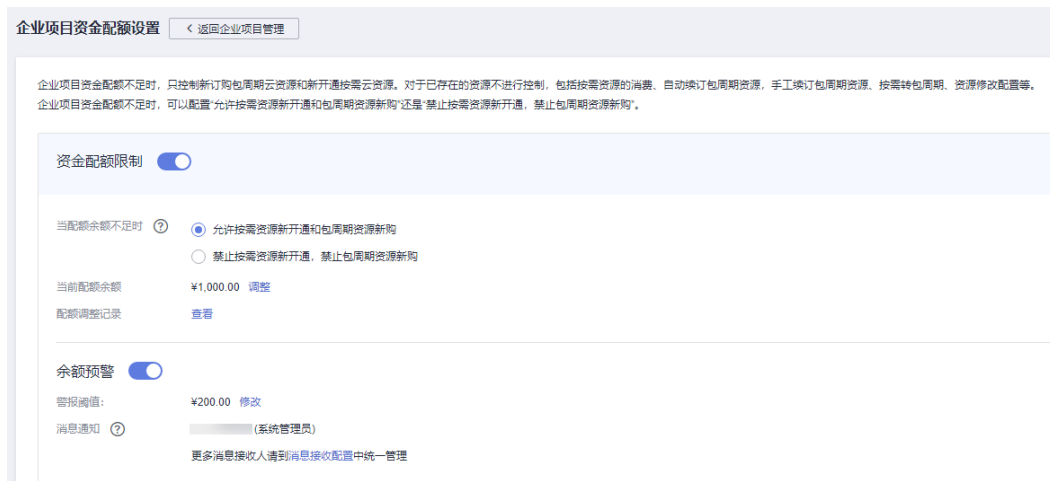 企业项目资金配额设置 < 返回企业项目管理
企业项目资金配额不足时，只控制新订购包周期云资源和新开通按需云资源。对于已存在的资源不进行控制，包括按需资源的消费、自动续订包周期资源，手工续订包周期资源、按需转包周期、资源修改配置等。
企业项目资金配额不足时，可以配置“允许按需资源新开通和包周期资源新购”还是“禁止按需资源新开通，禁止包周期资源新购”。
资金配额限制
当配额余额不足时 ? 允许按需资源新开通和包周期资源新购
禁止按需资源新开通，禁止包周期资源新购
当前配额余额 ¥1,000.00 调整
配额调整记录 查看
余额预警
警报阈值: ¥200.00 修改
消息通知 ? (系统管理员)
更多消息接收人请到消息接收配置中统一管理